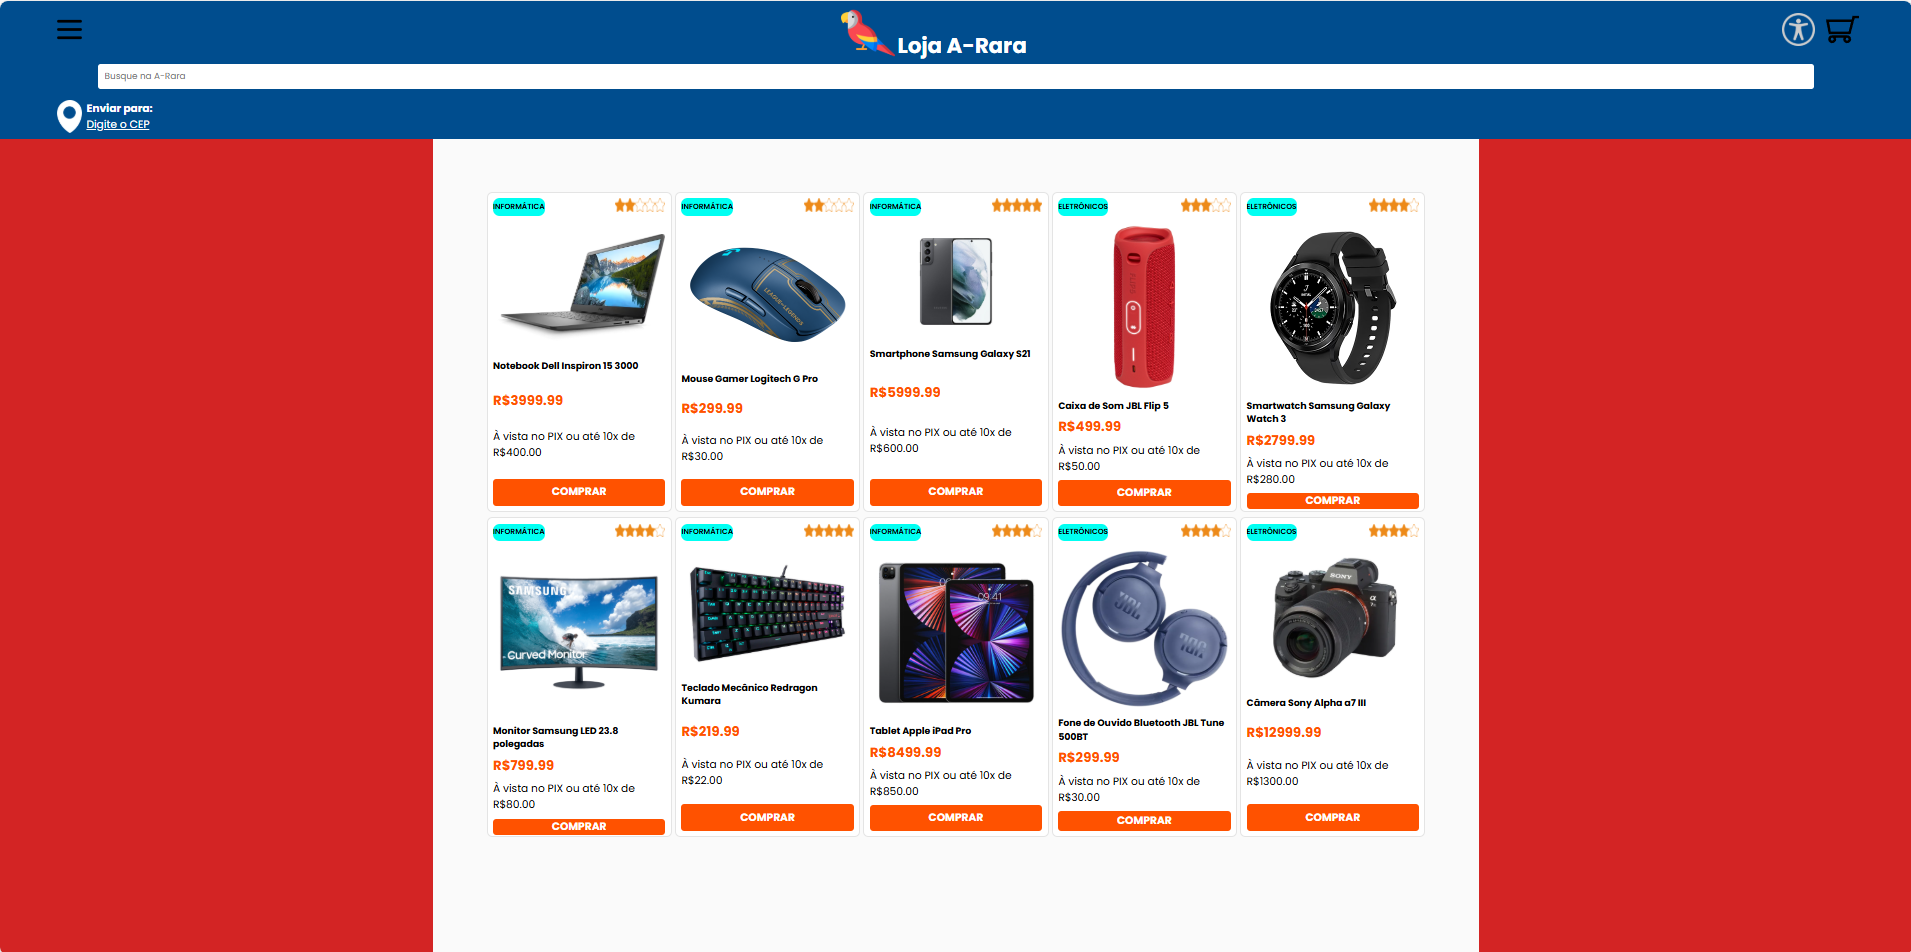 Loja A-Rara
Busque na A-Rara
Enviar para:
Digite o CEP
INFORMÁTICA
Notebook Dell Inspiron 15 3000
R$3999.99
À vista no PIX ou até 10x de
R$400.00
COMPRAR
INFORMÁTICA
LEAGUE OF LEGENDS
Mouse Gamer Logitech G Pro
R$299.99
À vista no PIX ou até 10x de
R$30.00
COMPRAR
INFORMÁTICA
Smartphone Samsung Galaxy S21
R$5999.99
À vista no PIX ou até 10x de
R$600.00
COMPRAR
ELETRÔNICOS
Caixa de Som JBL Flip 5
R$499.99
À vista no PIX ou até 10x de
R$50.00
COMPRAR
ELETRÔNICOS
Smartwatch Samsung Galaxy
Watch 3
R$2799.99
À vista no PIX ou até 10x de
R$280.00
COMPRAR
INFORMÁTICA
SAMSUNG
Curved Monitor
Monitor Samsung LED 23.8
polegadas
R$799.99
À vista no PIX ou até 10x de
R$80.00
COMPRAR
INFORMÁTICA
Teclado Mecânico Redragon
Kumara
R$219.99
À vista no PIX ou até 10x de
R$22.00
COMPRAR
INFORMÁTICA
09:41
Tablet Apple iPad Pro
R$8499.99
À vista no PIX ou até 10x de
R$850.00
COMPRAR
ELETRÔNICOS
JBL
JBL
Fone de Ouvido Bluetooth JBL Tune
500BT
R$299.99
À vista no PIX ou até 10x de
R$30.00
COMPRAR
ELETRÔNICOS
SONY
Câmera Sony Alpha a7 III
R$12999.99
À vista no PIX ou até 10x de
R$1300.00
COMPRAR